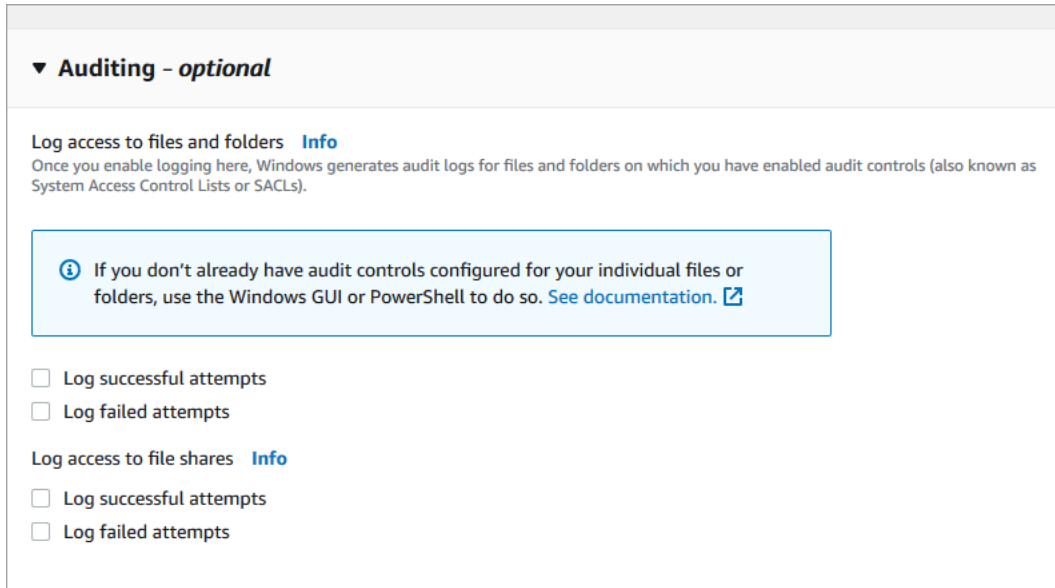 Auditing - optional
Log access to files and folders Info
Once you enable logging here, Windows generates audit logs for files and folders on which you have enabled audit controls (also known as
System Access Control Lists or SACLs).
If you don't already have audit controls configured for your individual files or
folders, use the Windows GUI or PowerShell to do so. See documentation.
Log successful attempts
Log failed attempts
Log access to file shares Info
Log successful attempts
Log failed attempts